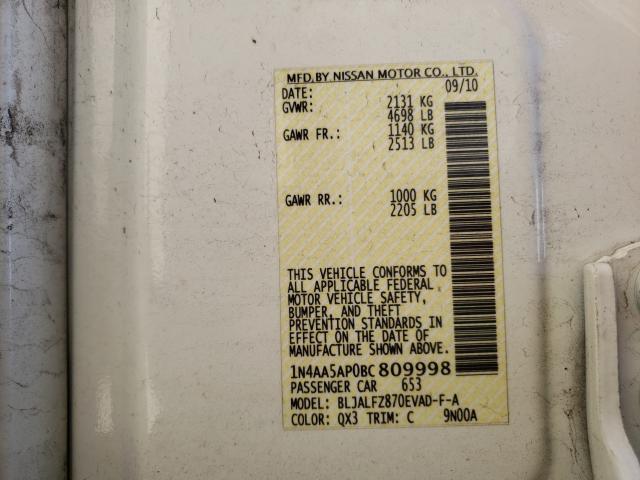 MFD.BY NISSAN MOTOR CO., LTD.
DATE: 09/10
GVWR: 2131 KG
4698 LB
GAWR FR.: 1140 KG
2513 LB
GAWR RR.: 1000 KG
2205 LB
THIS VEHICLE CONFORMS TO
ALL APPLICABLE FEDERAL
MOTOR VEHICLE SAFETY,
BUMPER, AND THEFT
PREVENTION STANDARDS IN
EFFECT ON THE DATE OF
MANUFACTURE SHOWN ABOVE.
1N4AA5AP0BC809998
PASSENGER CAR 653
MODEL: BLJALFZ870EVAD-F-A
COLOR: QX3 TRIM: C 9N00A